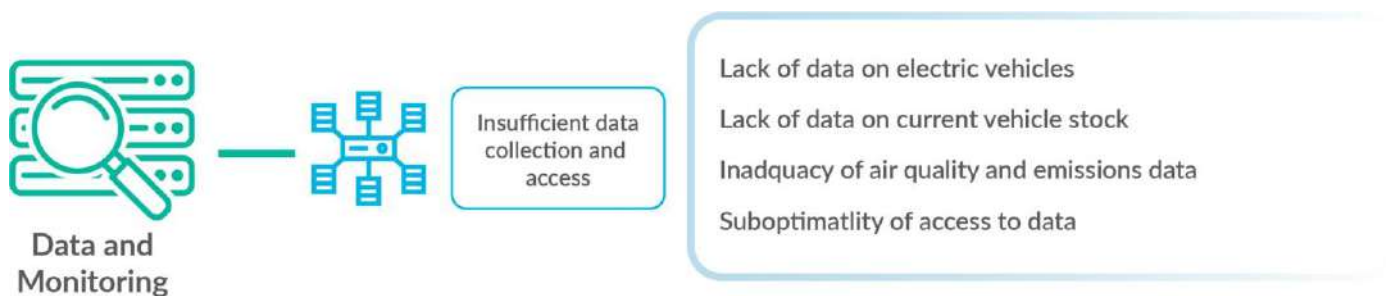 Data and
Monitoring
Insufficient data
collection and
access
Lack of data on electric vehicles
Lack of data on current vehicle stock
Inadquacy of air quality and emissions data
Suboptimatlity of access to data